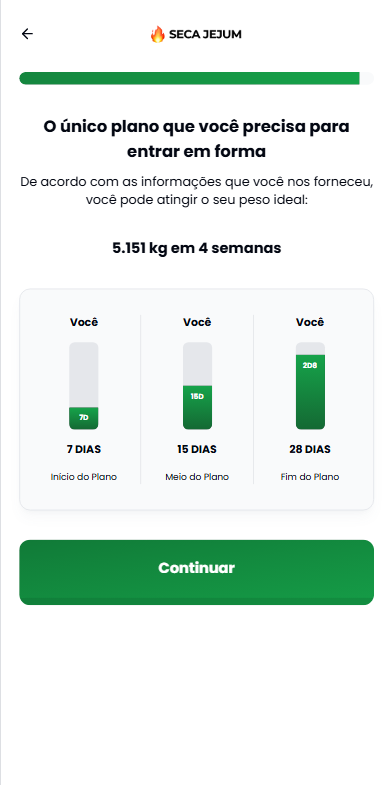 🔥 SECA JEJUM
O único plano que você precisa para
entrar em forma
De acordo com as informações que você nos forneceu,
você pode atingir o seu peso ideal:
5.151 kg em 4 semanas
Você
Você
Você
7D
15D
2D8
7 DIAS
15 DIAS
28 DIAS
Início do Plano
Meio do Plano
Fim do Plano
Continuar